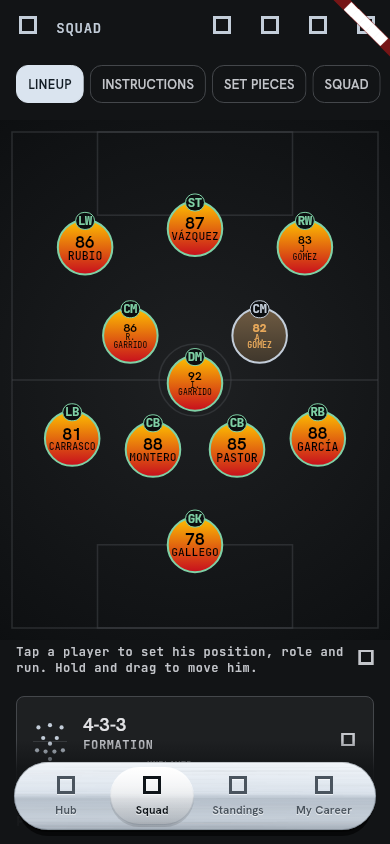 SQUAD
LINEUP
INSTRUCTIONS
SET PIECES
SQUAD
ST
87
VÁZQUEZ
LW
86
RUBIO
RW
83
J.
GÓMEZ
CM
86
R.
GARRIDO
CM
82
A.
GÓMEZ
DM
92
I.
GARRIDO
LB
81
CARRASCO
CB
88
MONTERO
CB
85
PASTOR
RB
88
GARCÍA
GK
78
GALLEGO
Tap a player to set his position, role and
run. Hold and drag to move him.
4-3-3
FORMATION
Hub
Squad
Standings
My Career